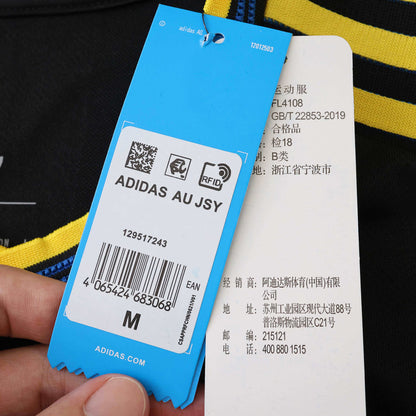 adidas AG
12012503
RFID
ADIDAS AU JSY
129517243
EAN
4 065424 683068
M
ADIDAS.COM
运动服
FL4108
GB/T 22853-2019
合格品
检18
B类
浙江省宁波市
经 销 商： 阿迪达斯体育(中国)有限
公司
地 址： 苏州工业园区现代大道88号
普洛斯物流园区C21号
邮 编： 215121
电 话： 400 880 1515